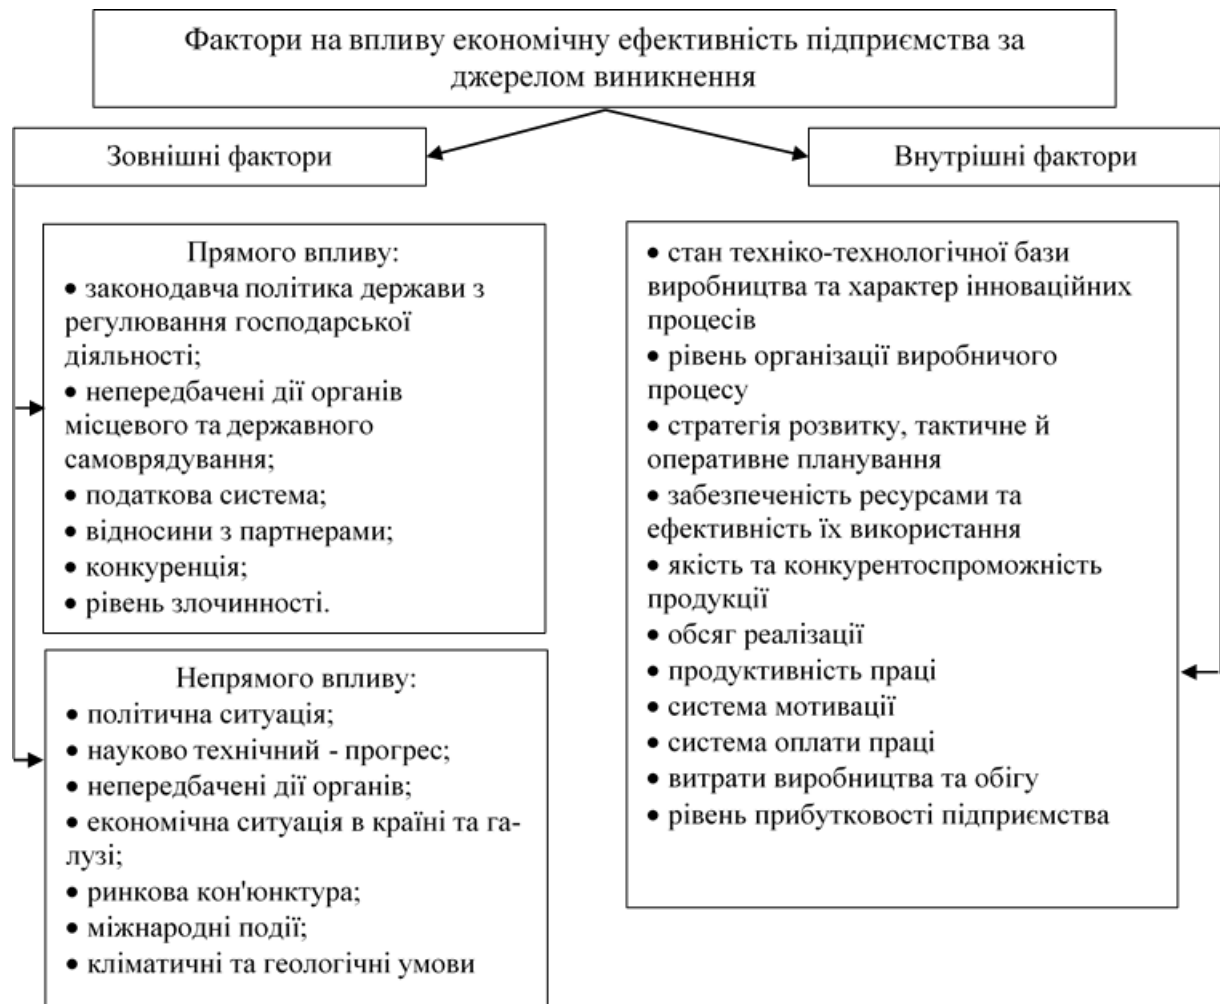 Фактори на впливу економічну ефективність підприємства за
джерелом виникнення
Зовнішні фактори
Внутрішні фактори
Прямого впливу:
• законодавча політика держави з
регулювання господарської
діяльності;
• непередбачені дії органів
місцевого та державного
самоврядування;
• податкова система;
• відносини з партнерами;
• конкуренція;
• рівень злочинності.
Непрямого впливу:
• політична ситуація;
• науково технічний - прогрес;
• непередбачені дії органів;
• економічна ситуація в країні та га-
лузі;
• ринкова кон'юнктура;
• міжнародні події;
• кліматичні та геологічні умови
• стан техніко-технологічної бази
виробництва та характер інноваційних
процесів
• рівень організації виробничого
процесу
• стратегія розвитку, тактичне й
оперативне планування
• забезпеченість ресурсами та
ефективність їх використання
• якість та конкурентоспроможність
продукції
• обсяг реалізації
• продуктивність праці
• система мотивації
• система оплати праці
• витрати виробництва та обігу
• рівень прибутковості підприємства